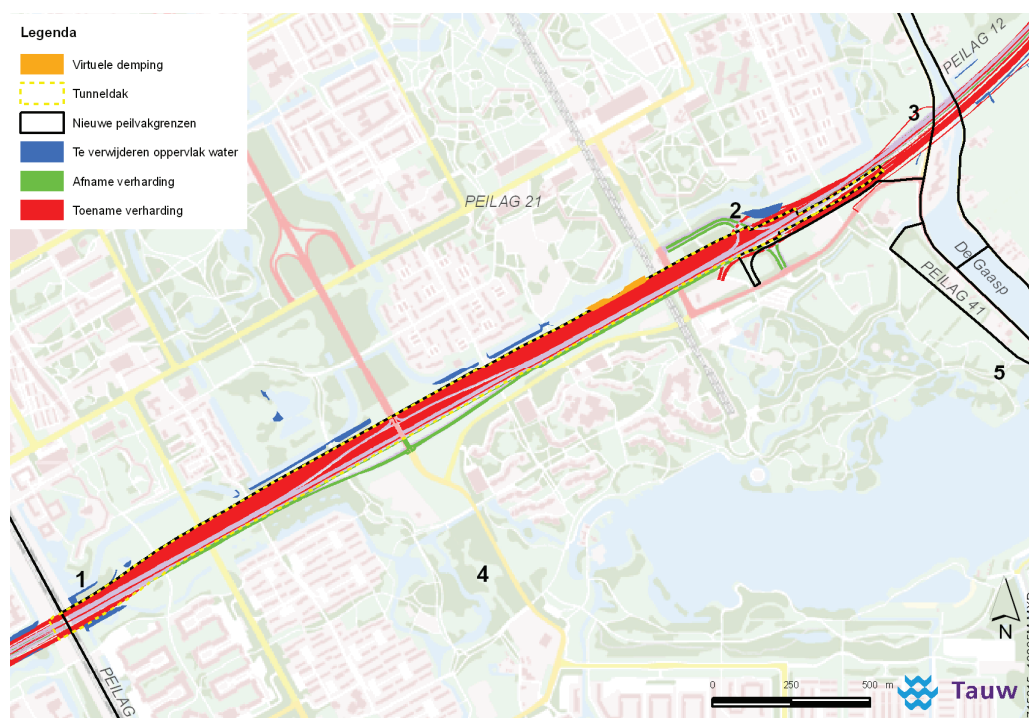 Legenda
Virtuele demping
Tunneldak
Nieuwe peilvakgrenzen
Te verwijderen oppervlak water
Afname verharding
Toename verharding
PEILAG 12
3
PEILAG 21
2
De Gaasp
PEILAG 41
5
1
4
PEILAG
N
0 250 500 m
Tauw